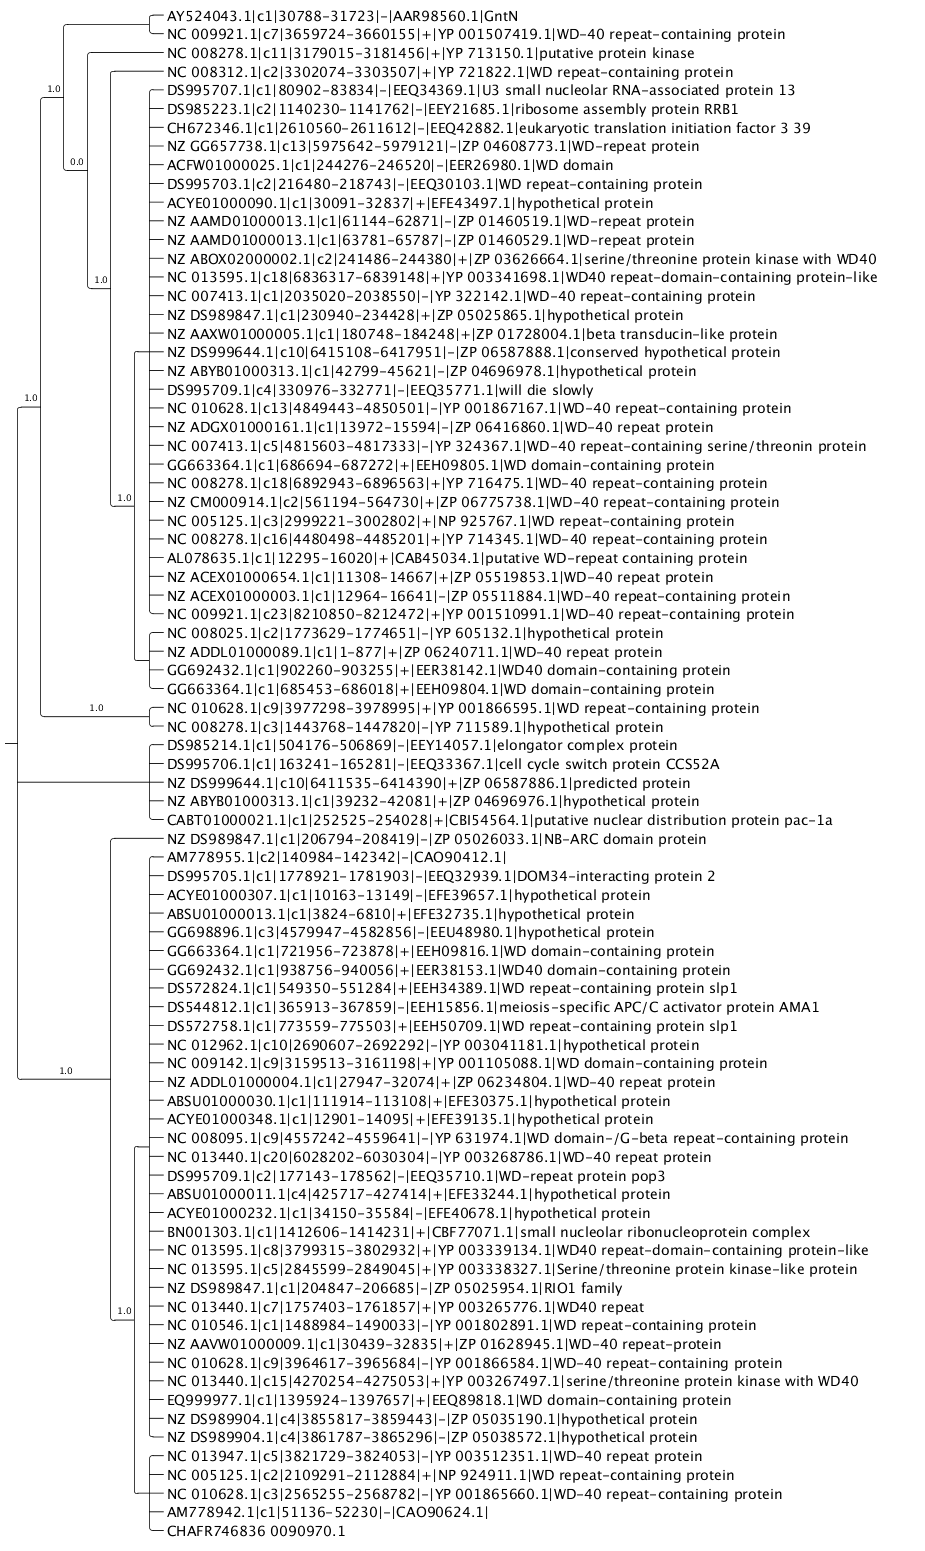 AY524043.1|c1|30788-31723|-|AAR98560.1|GntN
NC 009921.1|c7|3659724-3660155|+|YP 001507419.1|WD-40 repeat-containing protein
NC 008278.1|c11|3179015-3181456|+|YP 713150.1|putative protein kinase
1.0
NC 008312.1|c2|3302074-3303507|+|YP 721822.1|WD repeat-containing protein
DS995707.1|c1|80902-83834|-|EEQ34369.1|U3 small nucleolar RNA-associated protein 13
DS985223.1|c2|1140230-1141762|-|EEY21685.1|ribosome assembly protein RRB1
CH672346.1|c1|2610560-2611612|-|EEQ42882.1|eukaryotic translation initiation factor 3 39
NZ GG657738.1|c13|5975642-5979121|-|ZP 04608773.1|WD-repeat protein
0.0
ACFW01000025.1|c1|244276-246520|-|EER26980.1|WD domain
DS995703.1|c2|216480-218743|-|EEQ30103.1|WD repeat-containing protein
ACYE01000090.1|c1|30091-32837|+|EFE43497.1|hypothetical protein
NZ AAMD01000013.1|c1|61144-62871|-|ZP 01460519.1|WD-repeat protein
NZ AAMD01000013.1|c1|63781-65787|-|ZP 01460529.1|WD-repeat protein
NZ ABOX02000002.1|c2|241486-244380|+|ZP 03626664.1|serine/threonine protein kinase with WD40
1.0
NC 013595.1|c18|6836317-6839148|+|YP 003341698.1|WD40 repeat-domain-containing protein-like
NC 007413.1|c1|2035020-2038550|-|YP 322142.1|WD-40 repeat-containing protein
NZ DS989847.1|c1|230940-234428|+|ZP 05025865.1|hypothetical protein
NZ AAXW01000005.1|c1|180748-184248|+|ZP 01728004.1|beta transducin-like protein
NZ DS999644.1|c10|6415108-6417951|-|ZP 06587888.1|conserved hypothetical protein
NZ ABYB01000313.1|c1|42799-45621|-|ZP 04696978.1|hypothetical protein
DS995709.1|c4|330976-332771|-|EEQ35771.1|will die slowly
1.0
NC 010628.1|c13|4849443-4850501|-|YP 001867167.1|WD-40 repeat-containing protein
NZ ADGX01000161.1|c1|13972-15594|-|ZP 06416860.1|WD-40 repeat protein
NC 007413.1|c5|4815603-4817333|-|YP 324367.1|WD-40 repeat-containing serine/threonin protein
GG663364.1|c1|686694-687272|+|EEH09805.1|WD domain-containing protein
NC 008278.1|c18|6892943-6896563|+|YP 716475.1|WD-40 repeat-containing protein
1.0
NZ CM000914.1|c2|561194-564730|+|ZP 06775738.1|WD-40 repeat-containing protein
NC 005125.1|c3|2999221-3002802|+|NP 925767.1|WD repeat-containing protein
NC 008278.1|c16|4480498-4485201|+|YP 714345.1|WD-40 repeat-containing protein
AL078635.1|c1|12295-16020|+|CAB45034.1|putative WD-repeat containing protein
NZ ACEX01000654.1|c1|11308-14667|+|ZP 05519853.1|WD-40 repeat protein
NZ ACEX01000003.1|c1|12964-16641|-|ZP 05511884.1|WD-40 repeat protein
NC 009921.1|c23|8210850-8212472|+|YP 001510991.1|WD-40 repeat-containing protein
NC 008025.1|c2|1773629-1774651|-|YP 605132.1|hypothetical protein
NZ ADDL01000089.1|c1|1-877|+|ZP 06240711.1|WD-40 repeat protein
GG692432.1|c1|902260-903255|+|EER38142.1|WD40 domain-containing protein
GG663364.1|c1|685453-686018|+|EEH09804.1|WD domain-containing protein
1.0
NC 010628.1|c9|3977298-3978995|+|YP 001866595.1|WD repeat-containing protein
NC 008278.1|c3|1443768-1447820|-|YP 711589.1|hypothetical protein
DS985214.1|c1|504176-506869|-|EEY14057.1|elongator complex protein
DS995706.1|c1|163241-165281|-|EEQ33367.1|cell cycle switch protein CCS52A
NZ DS999644.1|c10|6411535-6414390|+|ZP 06587886.1|predicted protein
NZ ABYB01000313.1|c1|39232-42081|+|ZP 04696976.1|hypothetical protein
CABT01000021.1|c1|252525-254028|+|CBI54564.1|putative nuclear distribution protein pac-1a
NZ DS989847.1|c1|206794-208419|-|ZP 05026033.1|NB-ARC domain protein
AM778955.1|c2|140984-142342|-|CAO90412.1|
DS995705.1|c1|1778921-1781903|-|EEQ32939.1|DOM34-interacting protein 2
ACYE01000307.1|c1|10163-13149|-|EFE39657.1|hypothetical protein
ABSU01000013.1|c1|3824-6810|+|EFE32735.1|hypothetical protein
GG698896.1|c3|4579947-4582856|-|EEU48980.1|hypothetical protein
GG663364.1|c1|721956-723878|+|EEH09816.1|WD domain-containing protein
GG692432.1|c1|938756-940056|+|EER38153.1|WD40 domain-containing protein
DS572824.1|c1|549350-551284|+|EEH34389.1|WD repeat-containing protein slp1
DS544812.1|c1|365913-367859|-|EEH15856.1|meiosis-specific APC/C activator protein AMA1
DS572758.1|c1|773559-775503|+|EEH50709.1|WD repeat-containing protein slp1
NC 012962.1|c10|2690607-2692292|-|YP 003041181.1|hypothetical protein
NC 009142.1|c9|3159513-3161198|+|YP 001105088.1|WD domain-containing protein
1.0
NZ ADDL01000004.1|c1|27947-32074|+|ZP 06234804.1|WD-40 repeat protein
ABSU01000030.1|c1|111914-113108|+|EFE30375.1|hypothetical protein
ACYE01000348.1|c1|12901-14095|+|EFE39135.1|hypothetical protein
NC 008095.1|c9|4557242-4559641|-|YP 631974.1|WD domain-/G-beta repeat-containing protein
NC 013440.1|c20|6028202-6030304|-|YP 003268786.1|WD-40 repeat protein
DS995709.1|c2|177143-178562|-|EEQ35710.1|WD-repeat protein pop3
ABSU01000011.1|c4|425717-427414|+|EFE33244.1|hypothetical protein
ACYE01000232.1|c1|34150-35584|-|EFE40678.1|hypothetical protein
BN001303.1|c1|1412606-1414231|+|CBF77071.1|small nucleolar ribonucleoprotein complex
NC 013595.1|c8|3799315-3802932|+|YP 003339134.1|WD40 repeat-domain-containing protein-like
NC 013595.1|c5|2845599-2849045|+|YP 003338327.1|Serine/threonine protein kinase-like protein
NZ DS989847.1|c1|204847-206685|-|ZP 05025954.1|RIO1 family
NC 013440.1|c7|1757403-1761857|+|YP 003265776.1|WD40 repeat
1.0
NC 010546.1|c1|1488984-1490033|-|YP 001802891.1|WD repeat-containing protein
NZ AAVW01000009.1|c1|30439-32835|+|ZP 01628945.1|WD-40 repeat-protein
NC 010628.1|c9|3964617-3965684|-|YP 001866584.1|WD-40 repeat-containing protein
NC 013440.1|c15|4270254-4275053|+|YP 003267497.1|serine/threonine protein kinase with WD40
EQ999977.1|c1|1395924-1397657|+|EEQ89818.1|WD domain-containing protein
NZ DS989904.1|c4|3855817-3859443|-|ZP 05035190.1|hypothetical protein
NZ DS989904.1|c4|3861787-3865296|-|ZP 05038572.1|hypothetical protein
NC 013947.1|c5|3821729-3824053|-|YP 003512351.1|WD-40 repeat protein
NC 005125.1|c2|2109291-2112884|+|NP 924911.1|WD repeat-containing protein
NC 010628.1|c3|2565255-2568782|-|YP 001865660.1|WD-40 repeat-containing protein
AM778942.1|c1|51136-52230|-|CAO90624.1|
CHAFR746836 0090970.1